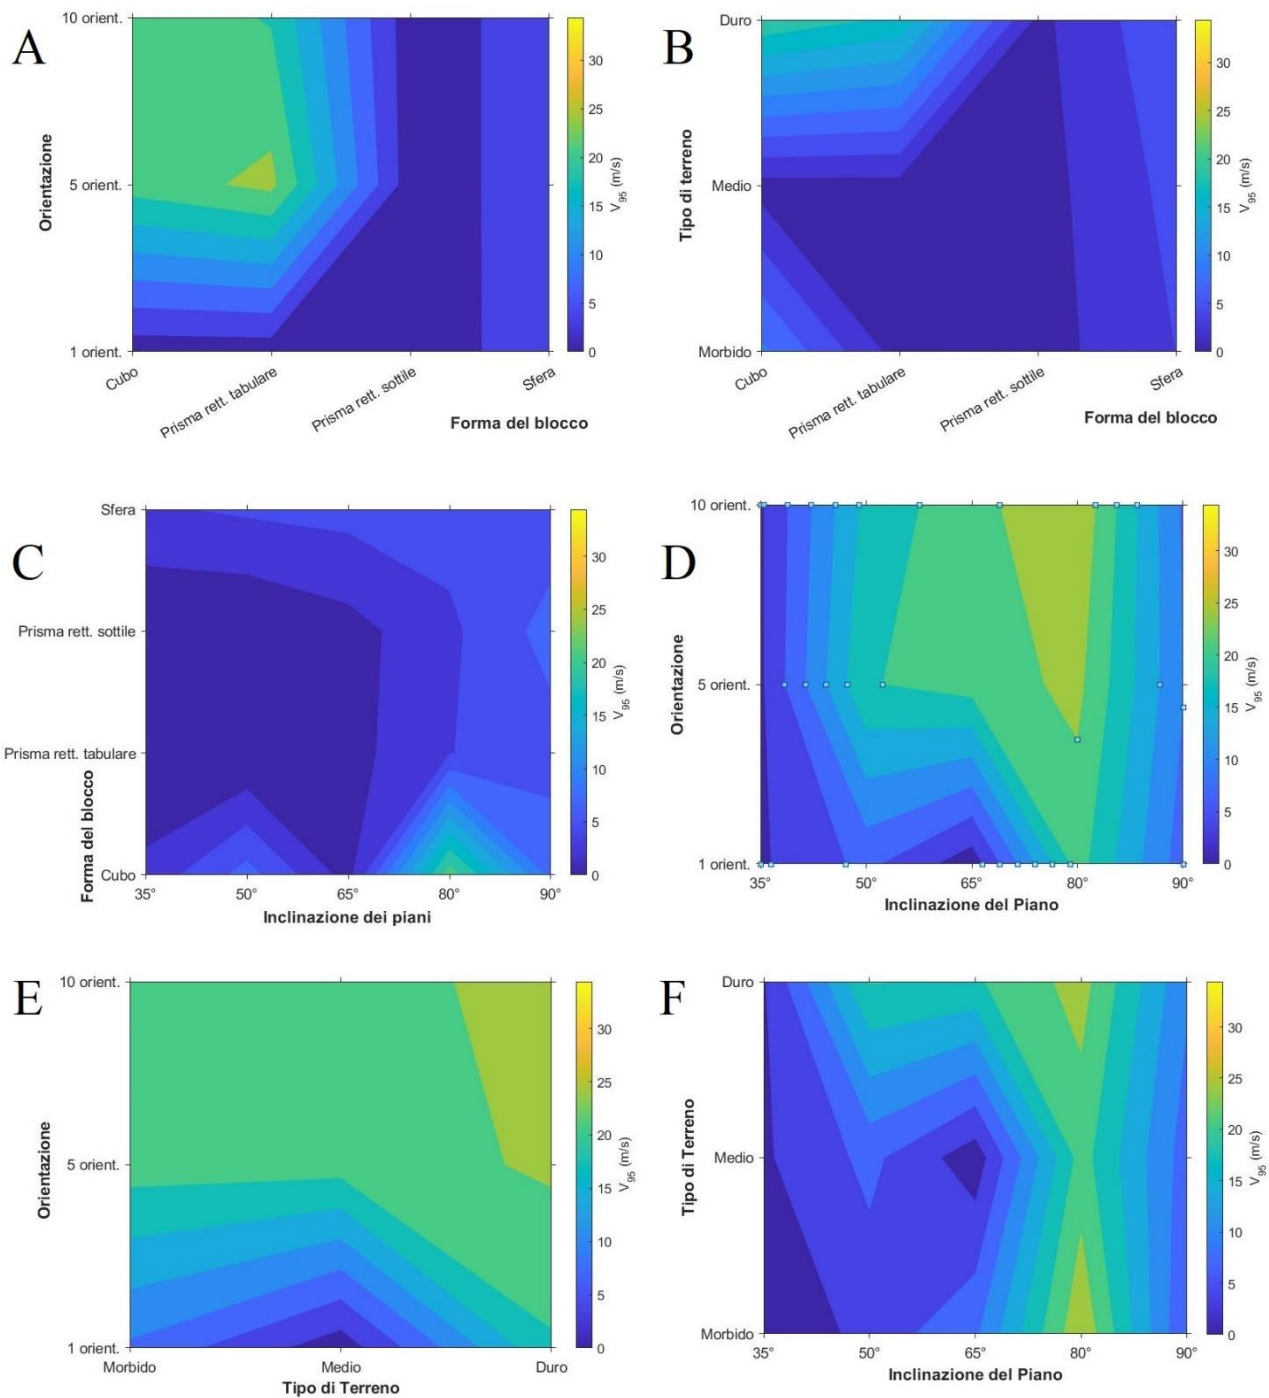 A
10 orient.
5 orient.
1 orient.
Orientazione
Cubo
Prisma rett. tabulare
Prisma rett. sottile
Sfera
Forma del blocco
30
25
20
15
10
5
0
V95 (m/s)
B
Duro
Medio
Morbido
Tipo di terreno
Cubo
Prisma rett. tabulare
Prisma rett. sottile
Sfera
Forma del blocco
30
25
20
15
10
5
0
V95 (m/s)
C
Sfera
Prisma rett. sottile
Prisma rett. tabulare
Cubo
Forma del blocco
35°
50°
65°
80°
90°
Inclinazione dei piani
30
25
20
15
10
5
0
V95 (m/s)
D
10 orient.
5 orient.
1 orient.
Orientazione
35°
50°
65°
80°
90°
Inclinazione del Piano
30
25
20
15
10
5
0
V95 (m/s)
E
10 orient.
5 orient.
1 orient.
Orientazione
Morbido
Medio
Duro
Tipo di Terreno
30
25
20
15
10
5
0
V95 (m/s)
F
Duro
Medio
Morbido
Tipo di Terreno
35°
50°
65°
80°
90°
Inclinazione del Piano
30
25
20
15
10
5
0
V95 (m/s)